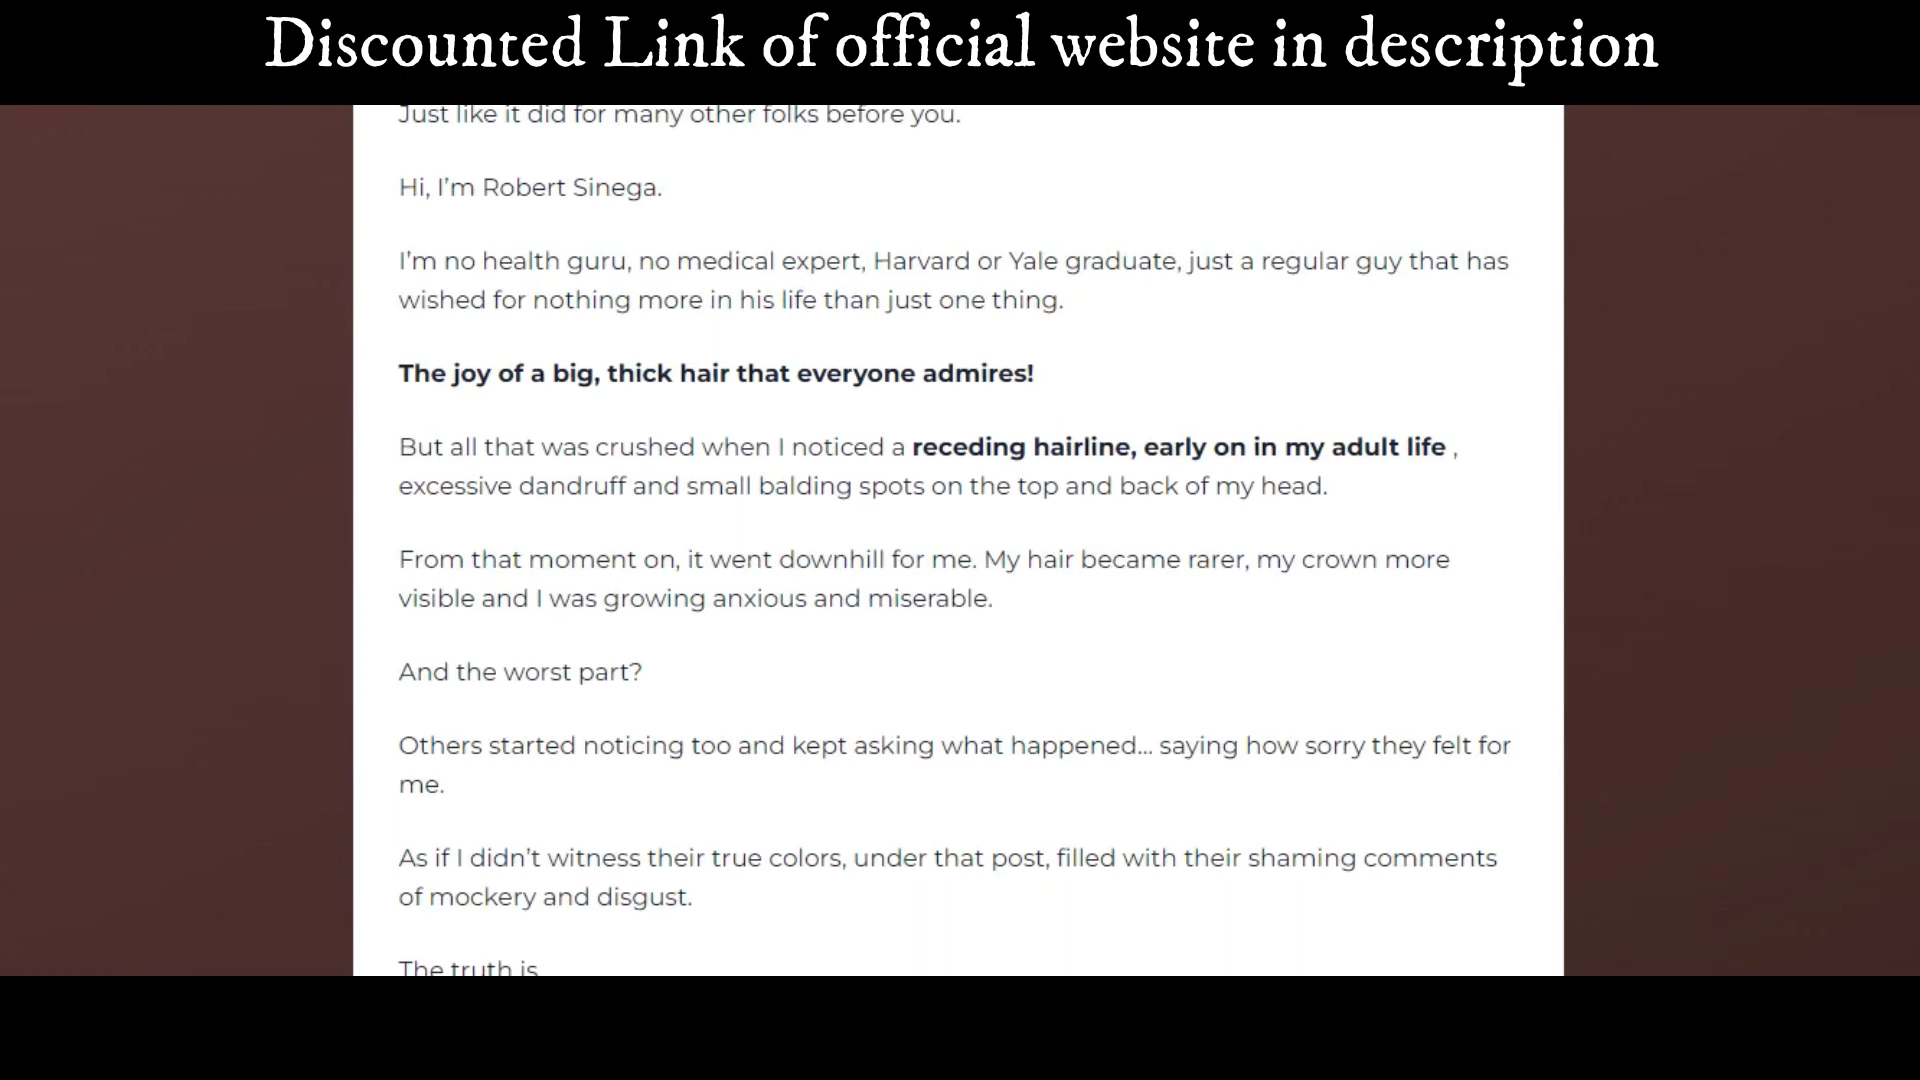 Discounted Link of official website in description
Just like it did for many other folks before you.
Hi, I’m Robert Sinega.
I’m no health guru, no medical expert, Harvard or Yale graduate, just a regular guy that has
wished for nothing more in his life than just one thing.
The joy of a big, thick hair that everyone admires!
But all that was crushed when I noticed a receding hairline, early on in my adult life ,
excessive dandruff and small balding spots on the top and back of my head.
From that moment on, it went downhill for me. My hair became rarer, my crown more
visible and I was growing anxious and miserable.
And the worst part?
Others started noticing too and kept asking what happened... saying how sorry they felt for
me.
As if I didn’t witness their true colors, under that post, filled with their shaming comments
of mockery and disgust.
The truth is